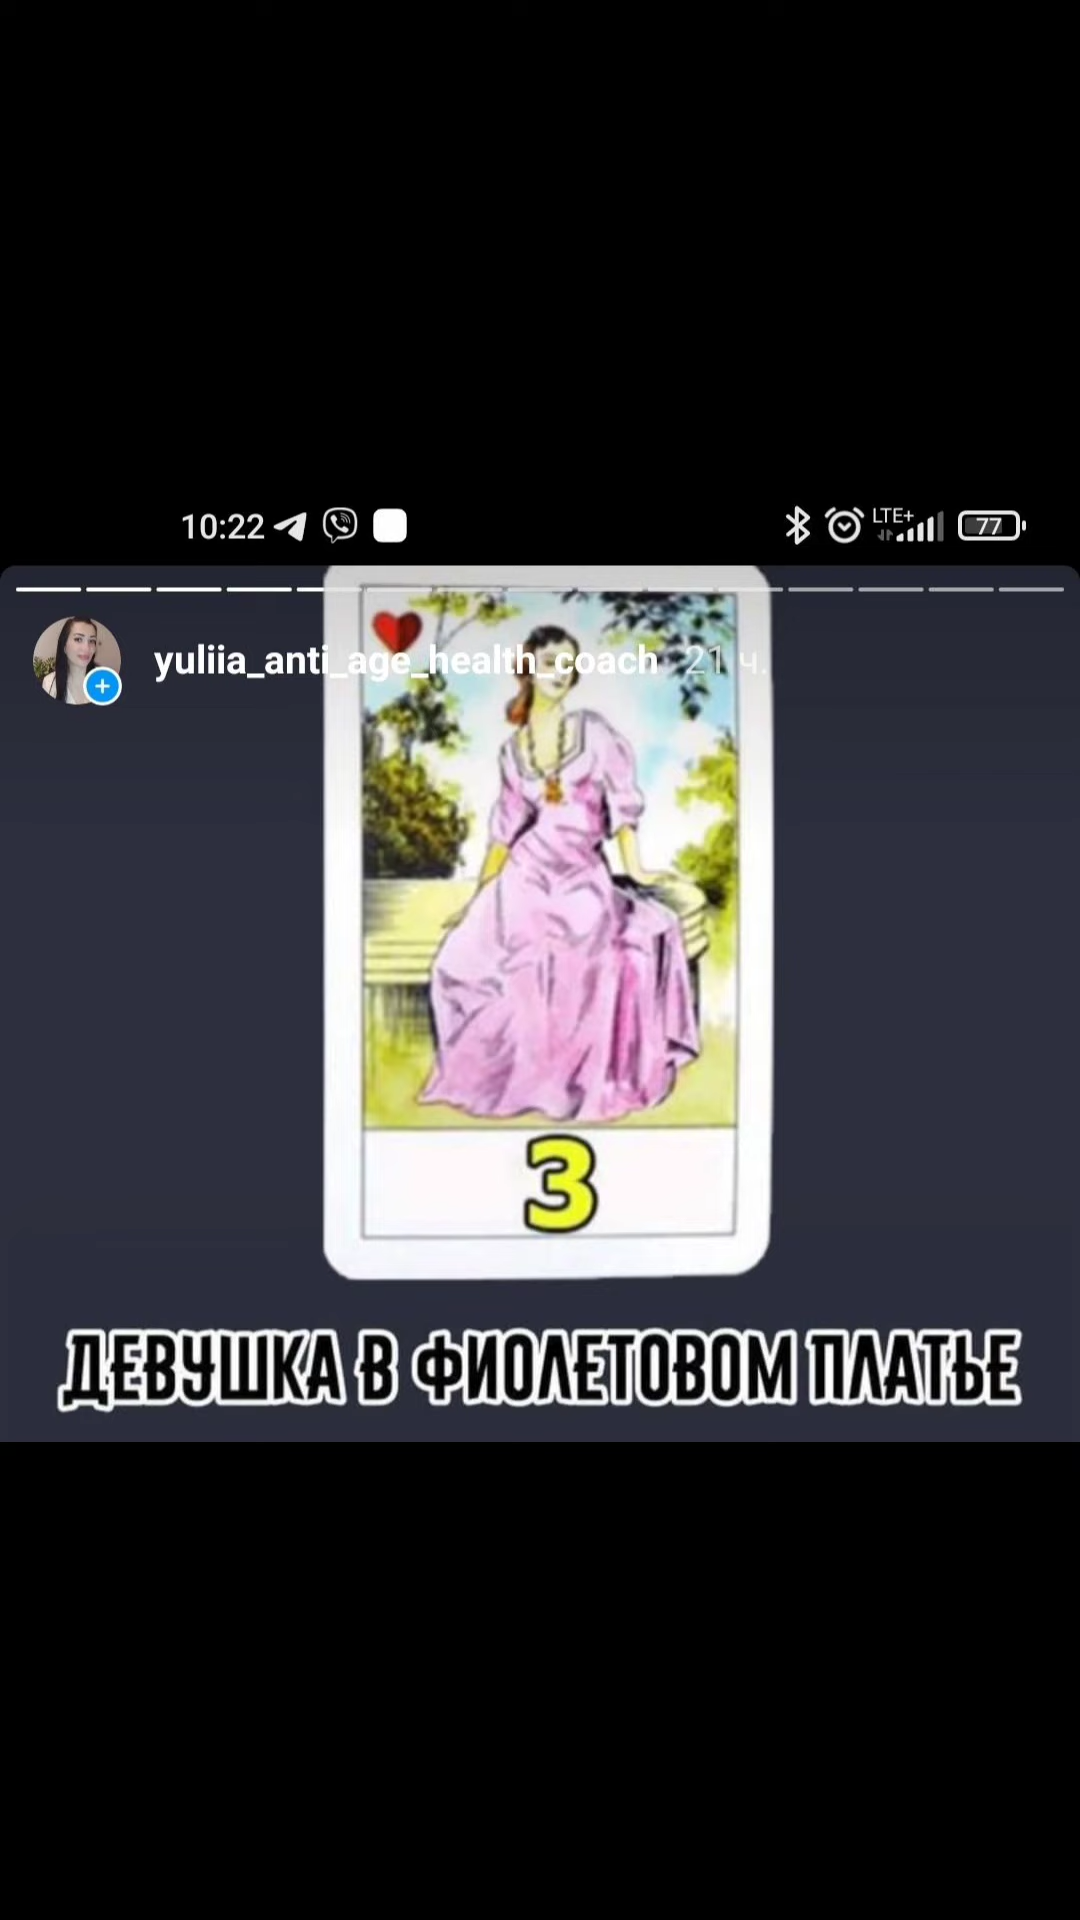 10:22 LTE+ 77
yuliia_anti_age_health_coach 21 ч.
3
ДЕВУШКА В ФИОЛЕТОВОМ ПЛАТЬЕ